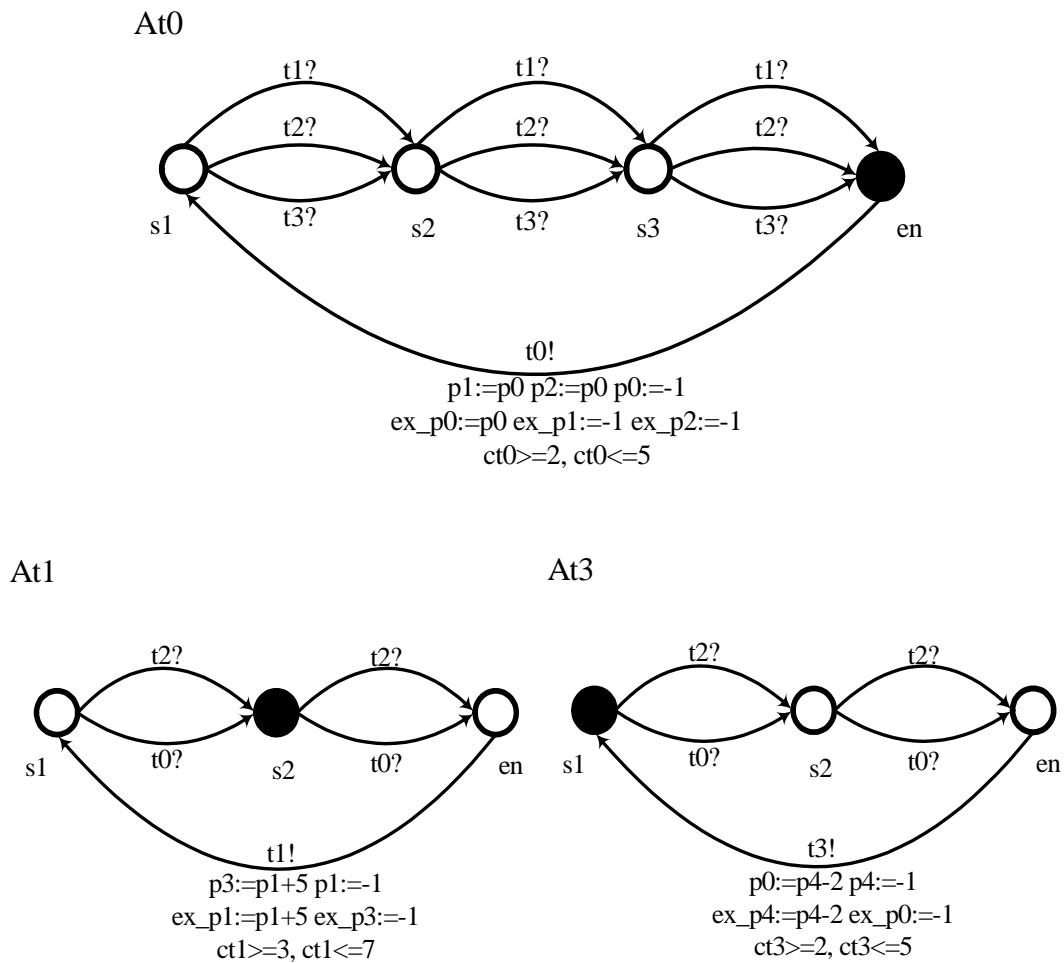 At0
t1? t1? t1?
t2? t2? t2?
t3? t3? t3?
s1 s2 s3 en
t0!
p1:=p0 p2:=p0 p0:=-1
ex_p0:=p0 ex_p1:=-1 ex_p2:=-1
ct0>=2, ct0<=5
At1
t2? t2?
t0? t0?
s1 s2 en
t1!
p3:=p1+5 p1:=-1
ex_p1:=p1+5 ex_p3:=-1
ct1>=3, ct1<=7
At3
t2? t2?
t0? t0?
s1 s2 en
t3!
p0:=p4-2 p4:=-1
ex_p4:=p4-2 ex_p0:=-1
ct3>=2, ct3<=5